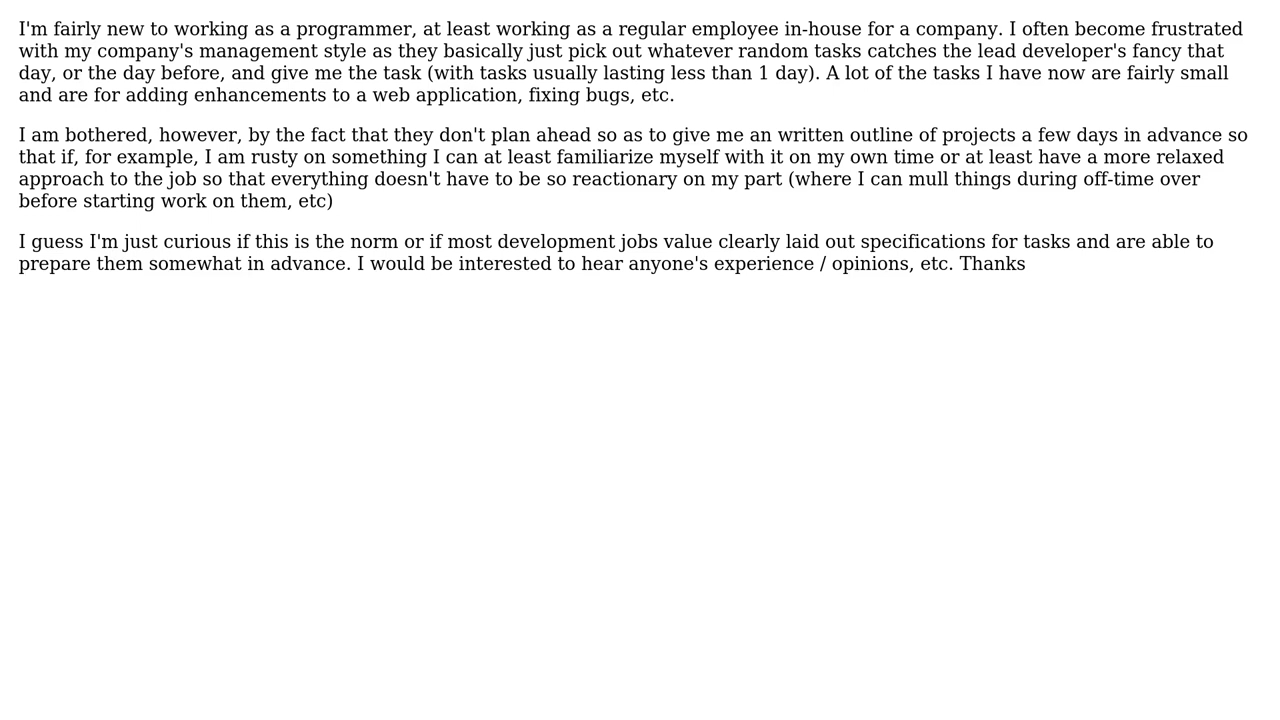 I'm fairly new to working as a programmer, at least working as a regular employee in-house for a company. I often become frustrated
with my company's management style as they basically just pick out whatever random tasks catches the lead developer's fancy that
day, or the day before, and give me the task (with tasks usually lasting less than 1 day). A lot of the tasks I have now are fairly small
and are for adding enhancements to a web application, fixing bugs, etc.
I am bothered, however, by the fact that they don't plan ahead so as to give me an written outline of projects a few days in advance so
that if, for example, I am rusty on something I can at least familiarize myself with it on my own time or at least have a more relaxed
approach to the job so that everything doesn't have to be so reactionary on my part (where I can mull things during off-time over
before starting work on them, etc)
I guess I'm just curious if this is the norm or if most development jobs value clearly laid out specifications for tasks and are able to
prepare them somewhat in advance. I would be interested to hear anyone's experience / opinions, etc. Thanks